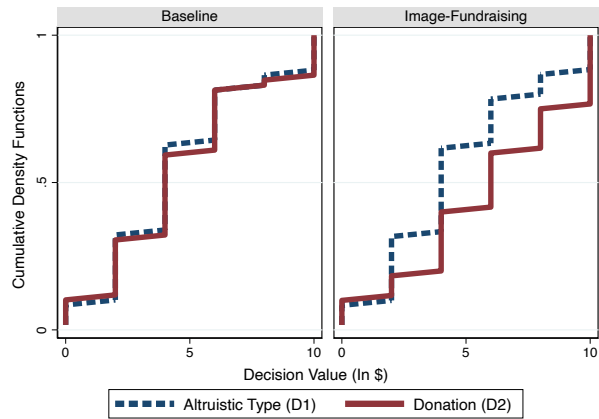 Baseline
Image-Fundraising
Cumulative Density Functions
1
.5
0
0
5
10
0
5
10
Decision Value (In $)
Altruistic Type (D1)
Donation (D2)